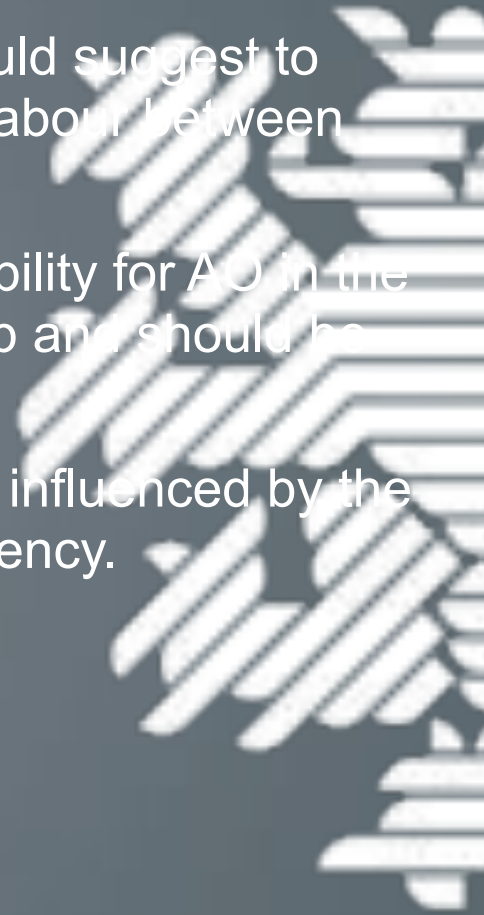 uld suggest to
abour between
bility for AO in the
p and should be
influenced by the
ency.